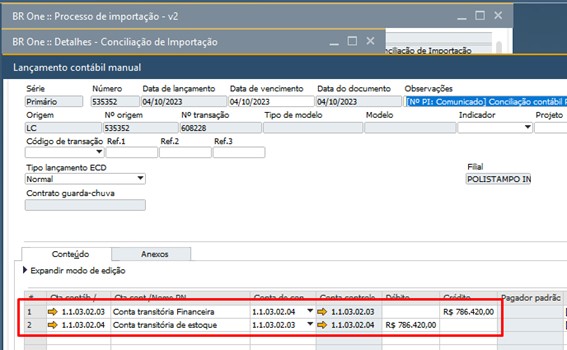 BR One :: Processo de importação - v2
BR One :: Detalhes - Conciliação de Importação
ciliação de Importação
Lançamento contábil manual
Série Número Data de lançamento Data de vencimento Data do documento Observações
Primário 535352 04/10/2023 04/10/2023 04/10/2023 [Nº PI: Comunicado] Conciliação contábil P
Origem Nº origem Nº transação Tipo de modelo Modelo Indicador Projeto
LC 535352 608228
Código de transação Ref.1 Ref.2 Ref.3
Tipo lançamento ECD Filial
Normal POLISTAMPO IN
Contrato guarda-chuva
Conteúdo Anexos
Expandir modo de edição
# Cta contáb./ Cta cont./Nome PN Conta de con Conta controle Débito Crédito Pagador padrão
1 1.1.03.02.03 Conta transitória Financeira 1.1.03.02.04 1.1.03.02.03 R$ 786.420,00
2 1.1.03.02.04 Conta transitória de estoque 1.1.03.02.03 1.1.03.02.04 R$ 786.420,00